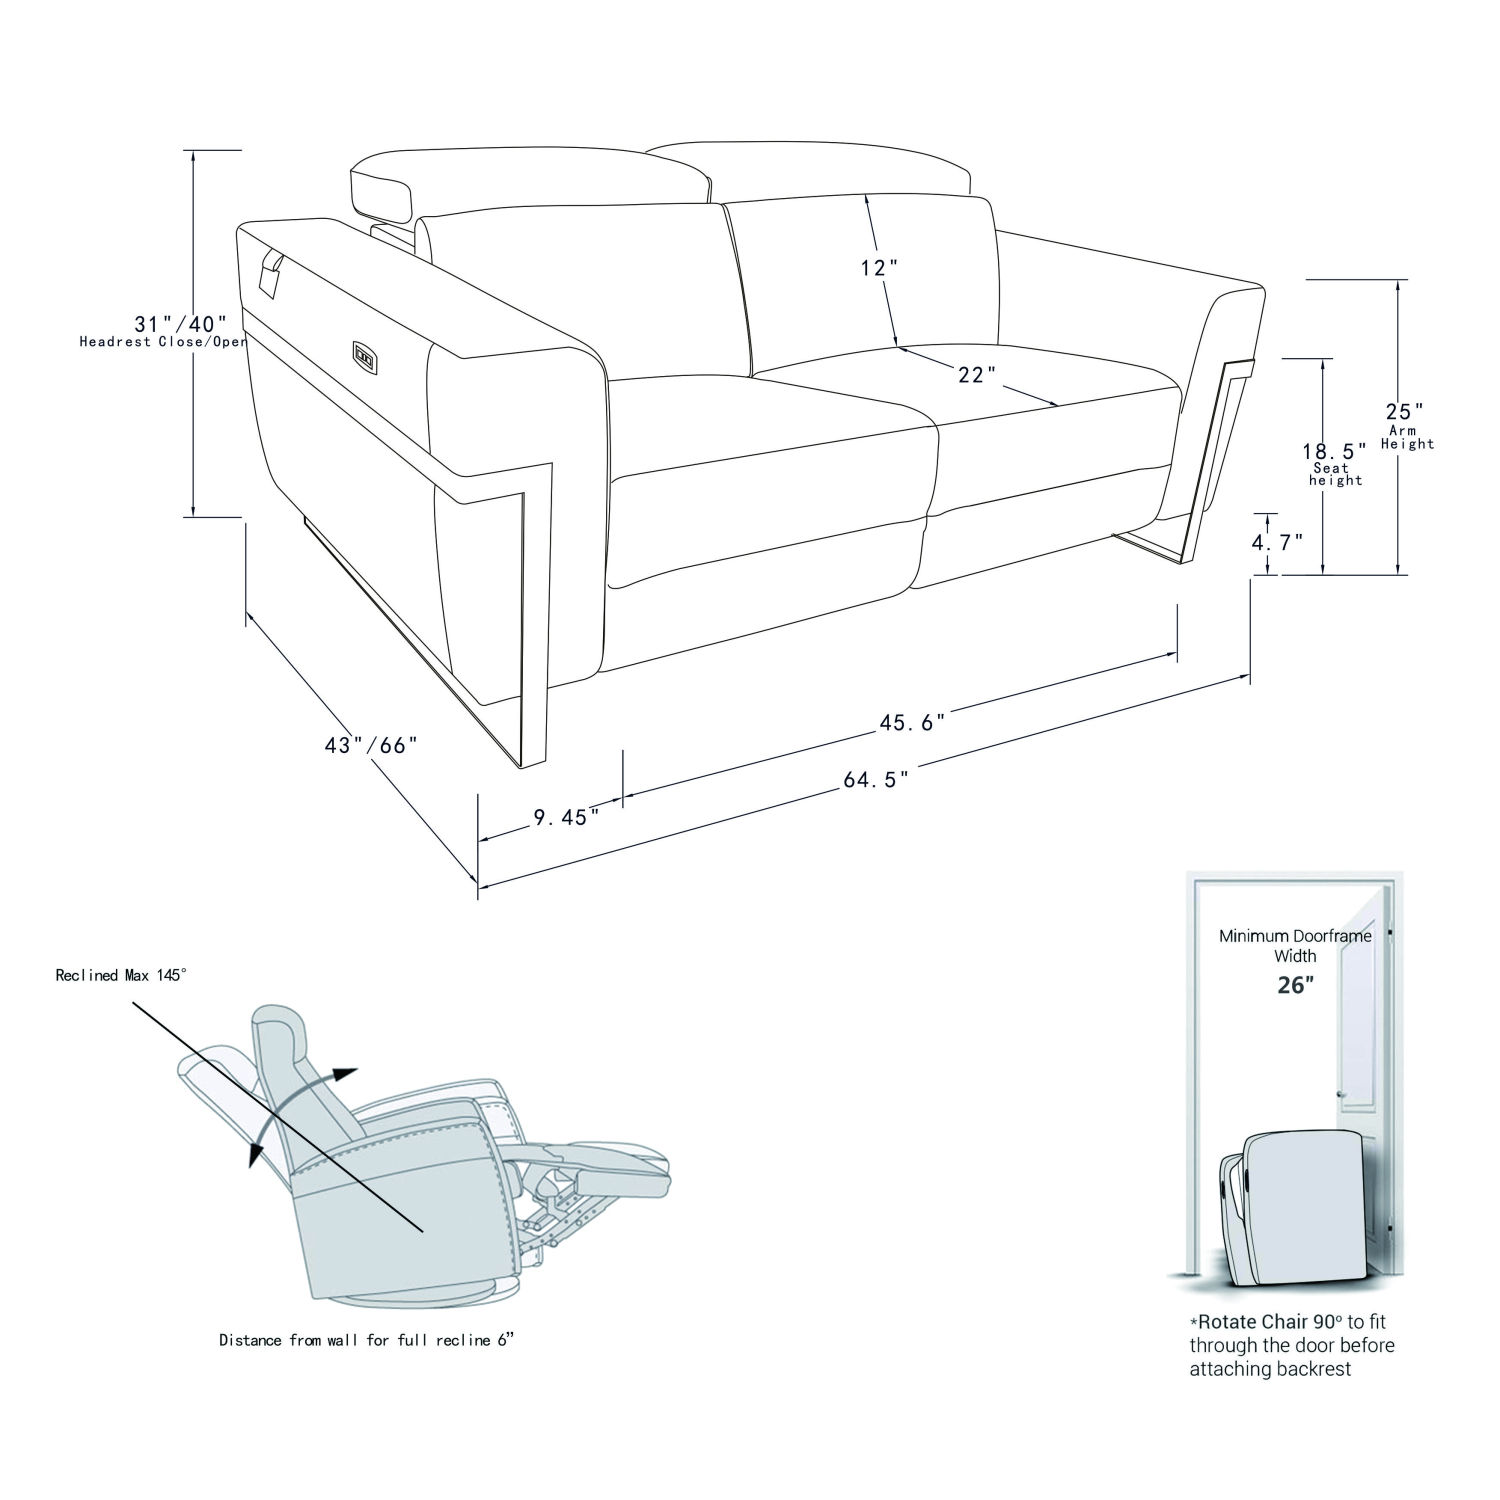 12"
31"/40"
Headrest Close/Open
22"
25"
Arm
Height
18.5"
Seat
height
4.7"
45.6"
43"/66"
64.5"
9.45"
Minimum Doorframe
Width
26"
Reclined Max 145°
Distance from wall for full recline 6”
*Rotate Chair 90º to fit
through the door before
attaching backrest